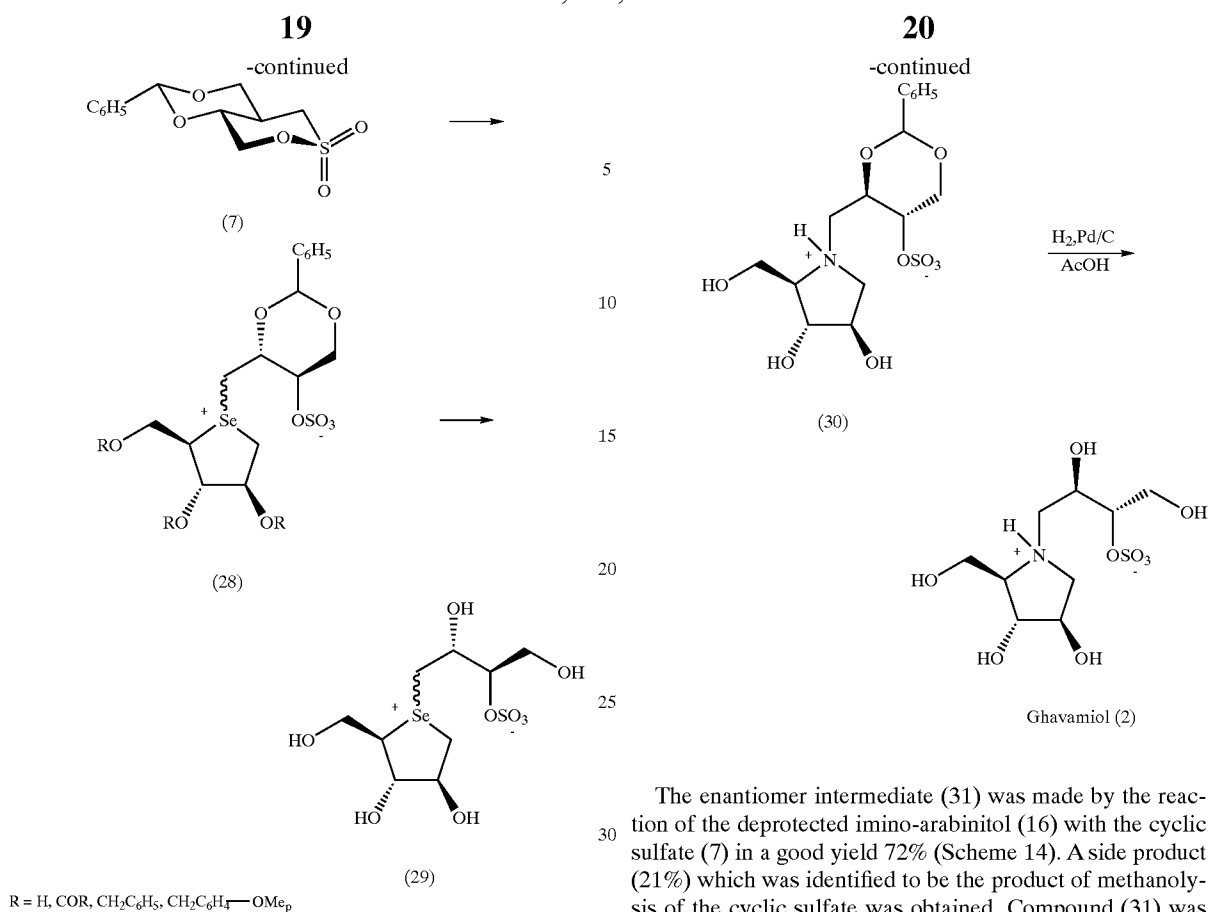 19
-continued
C6H5
O
O
O
S
O
O
(7)
C6H5
O
O
+
Se
OSO3
-
RO
RO
OR
(28)
OH
OH
+
Se
OSO3
-
HO
HO
OH
(29)
R = H, COR, CH2C6H5, CH2C6H4—OMep
5
10
15
20
25
30
20
-continued
C6H5
O
O
H
+
N
OSO3
-
HO
HO
OH
H2,Pd/C
AcOH
(30)
OH
OH
H
+
N
OSO3
-
HO
HO
OH
Ghavamiol (2)
The enantiomer intermediate (31) was made by the reac-
tion of the deprotected imino-arabinitol (16) with the cyclic
sulfate (7) in a good yield 72% (Scheme 14). A side product
(21%) which was identified to be the product of methanoly-
sis of the cyclic sulfate was obtained. Compound (31) was